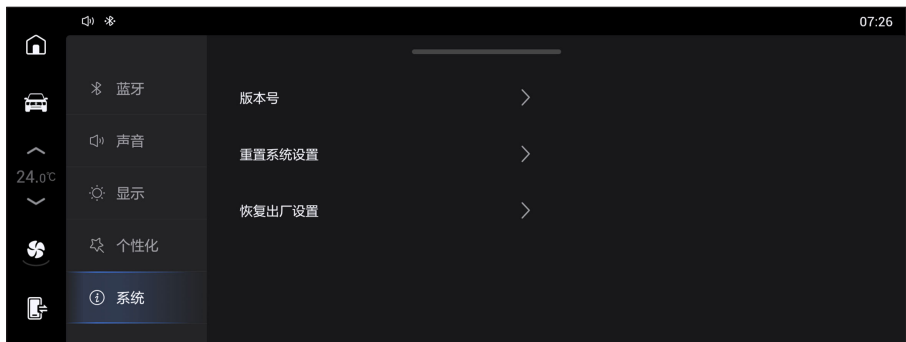 07:26
蓝牙
版本号
声音
重置系统设置
24.0℃
显示
恢复出厂设置
个性化
系统